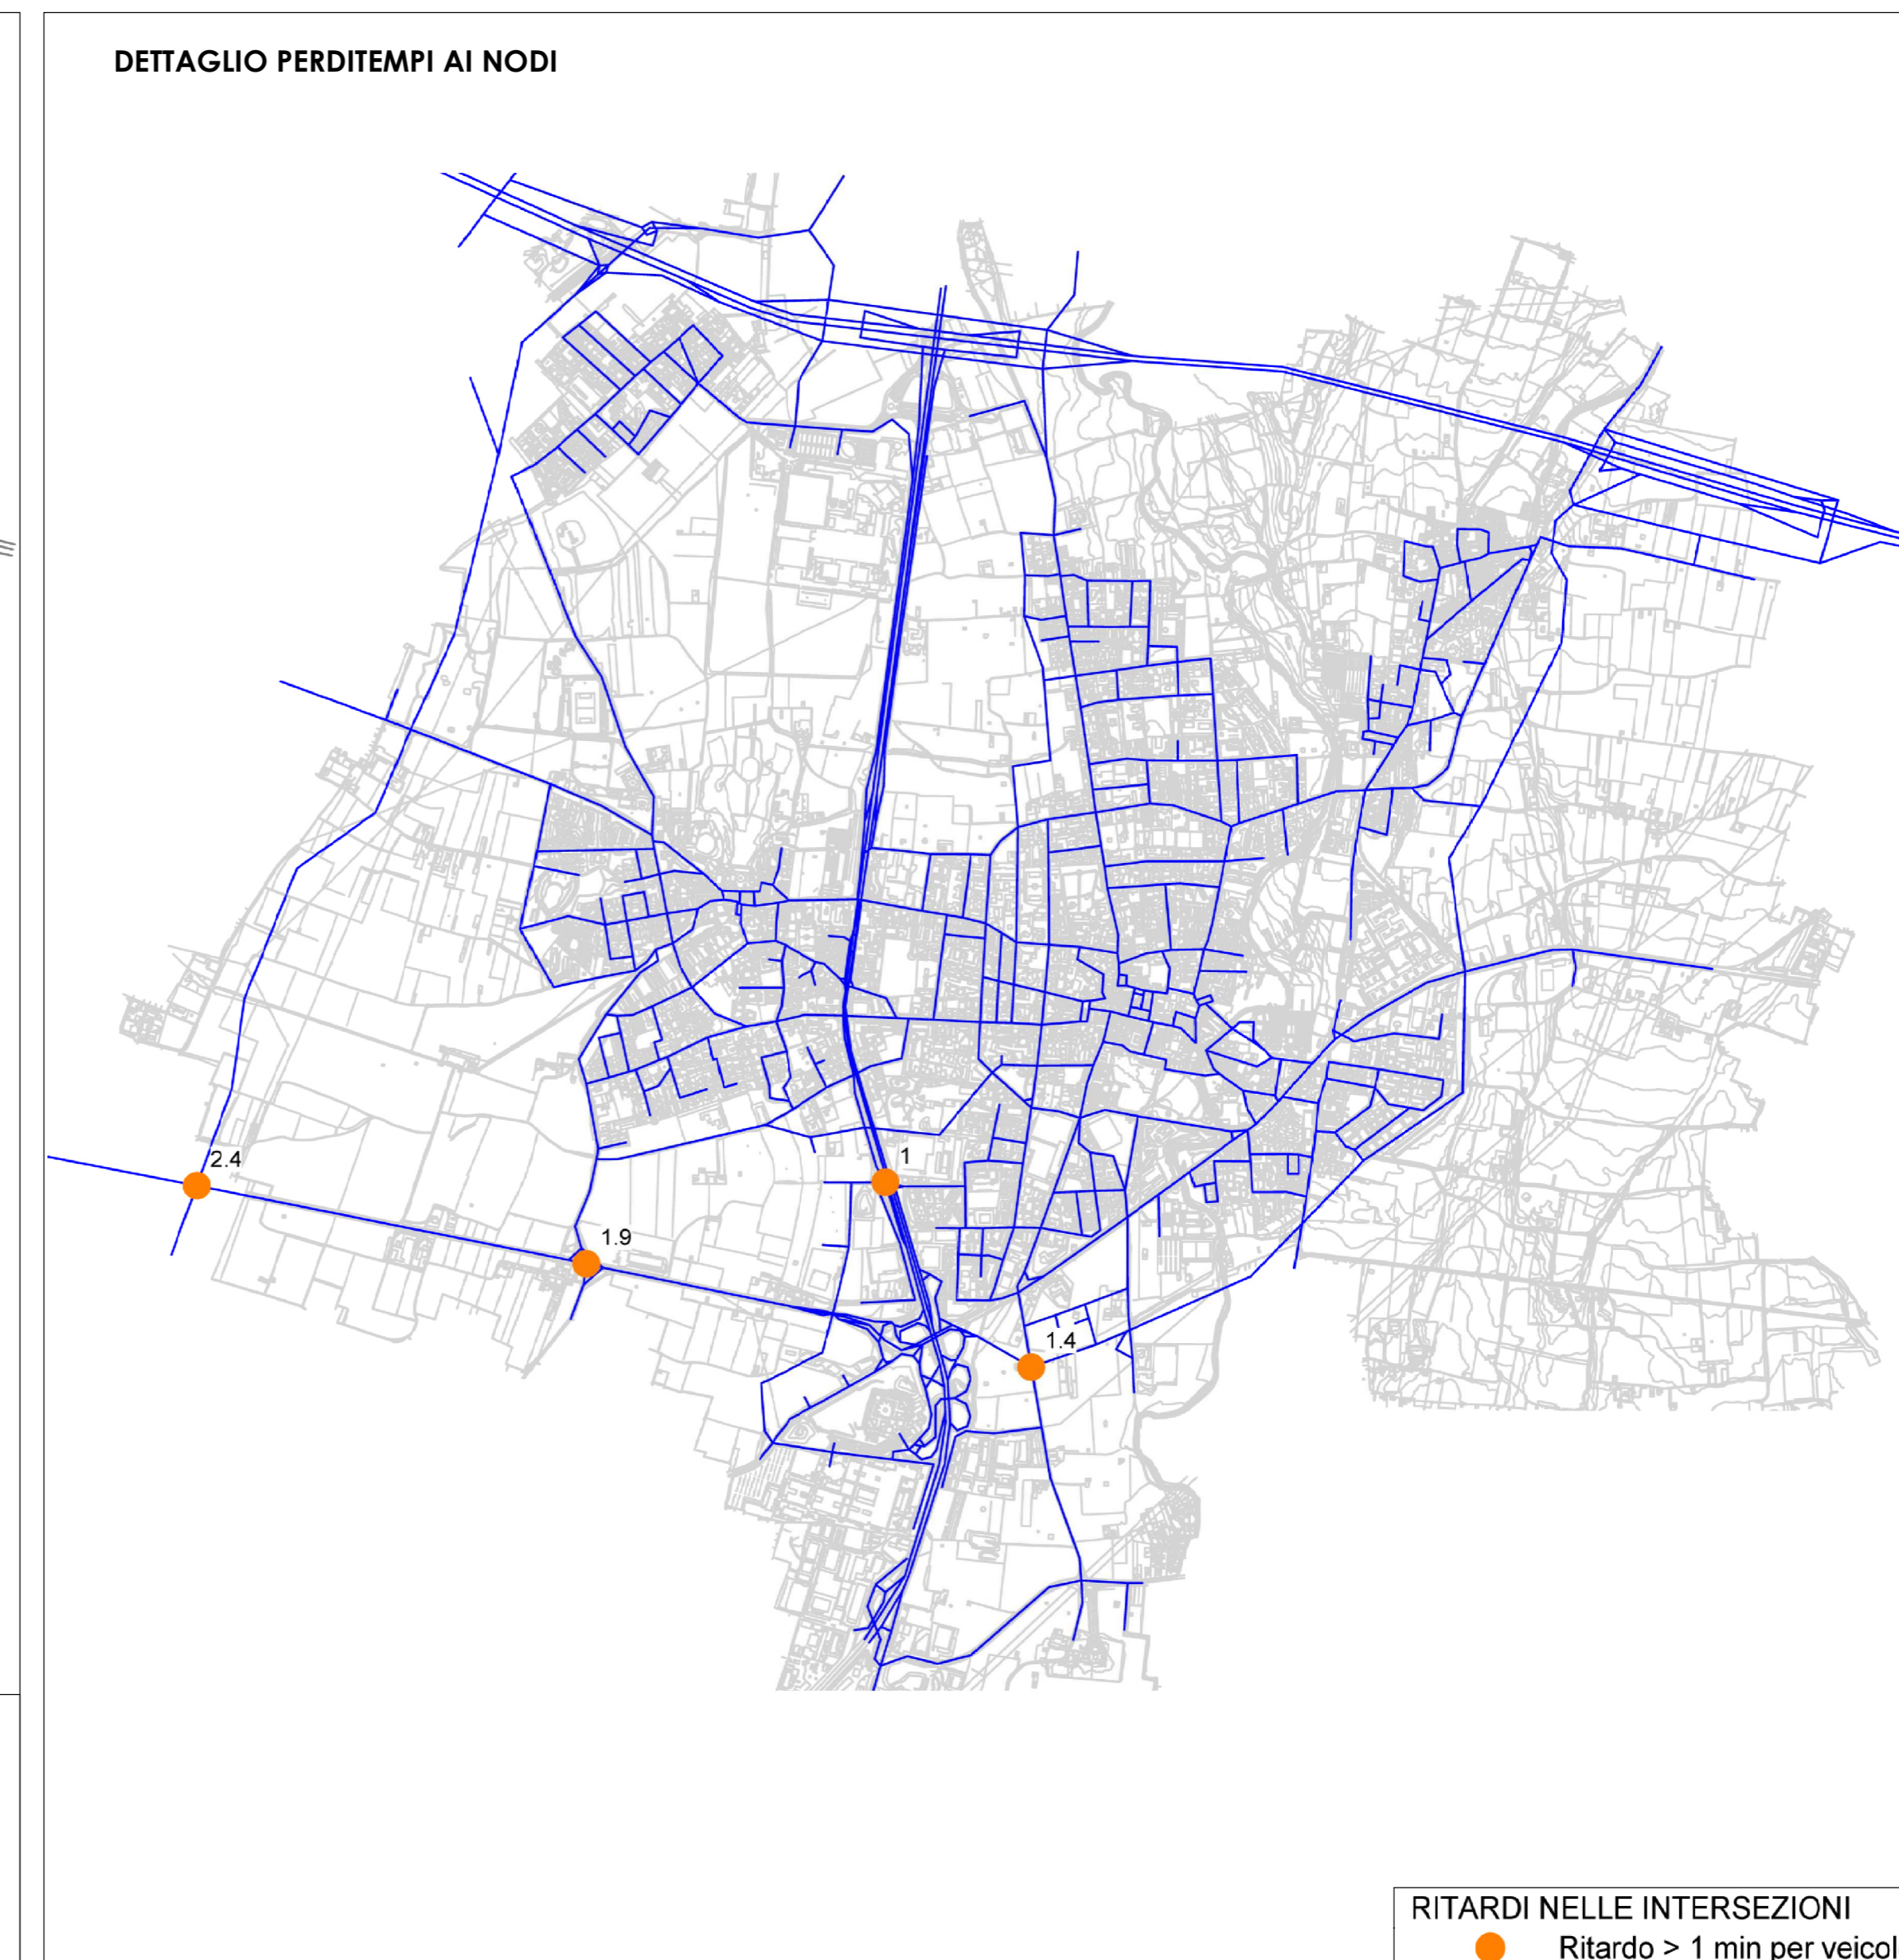 DETTAGLIO PERDITEMPI AI NODI
2.4
1
1.9
1.4
RITARDI NELLE INTERSEZIONI
Ritardo > 1 min per veicol